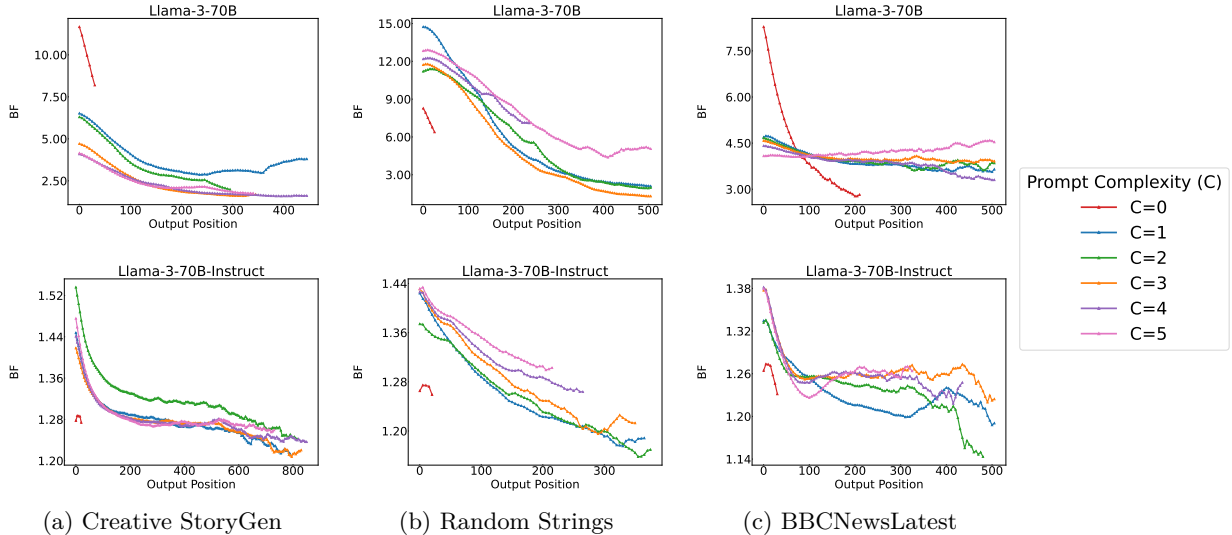 Llama-3-70B
10.00
7.50
5.00
2.50
BF
0
100
200
300
400
Output Position
Llama-3-70B
15.00
12.00
9.00
6.00
3.00
BF
0
100
200
300
400
500
Output Position
Llama-3-70B
7.50
6.00
4.50
3.00
BF
0
100
200
300
400
500
Output Position
Prompt Complexity (C)
C=0
C=1
C=2
C=3
C=4
C=5
Llama-3-70B-Instruct
1.52
1.44
1.36
1.28
1.20
BF
0
200
400
600
800
Output Position
Llama-3-70B-Instruct
1.44
1.36
1.28
1.20
BF
0
100
200
300
Output Position
Llama-3-70B-Instruct
1.38
1.32
1.26
1.20
1.14
BF
0
100
200
300
400
500
Output Position
(a) Creative StoryGen
(b) Random Strings
(c) BBCNewsLatest